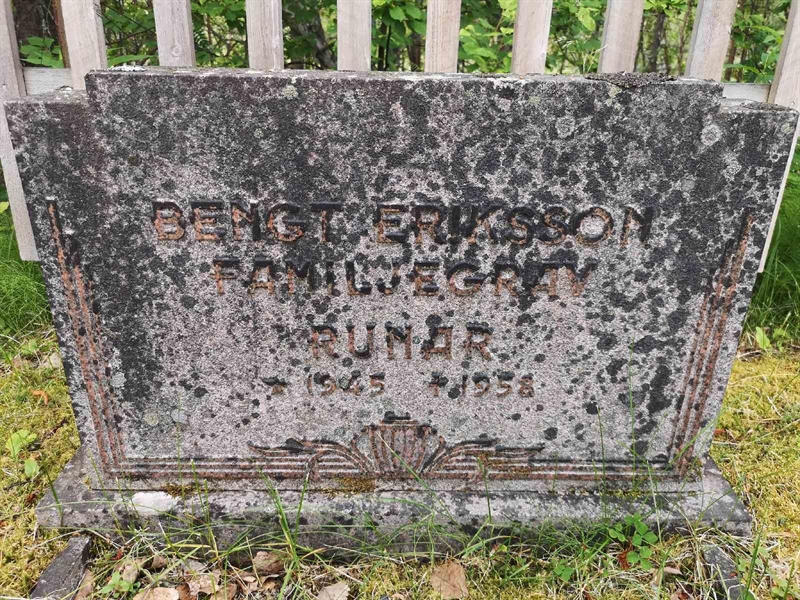 BENGT ERIKSSON
FAMILJEGRAV
RUNAR
* 1945 † 1958